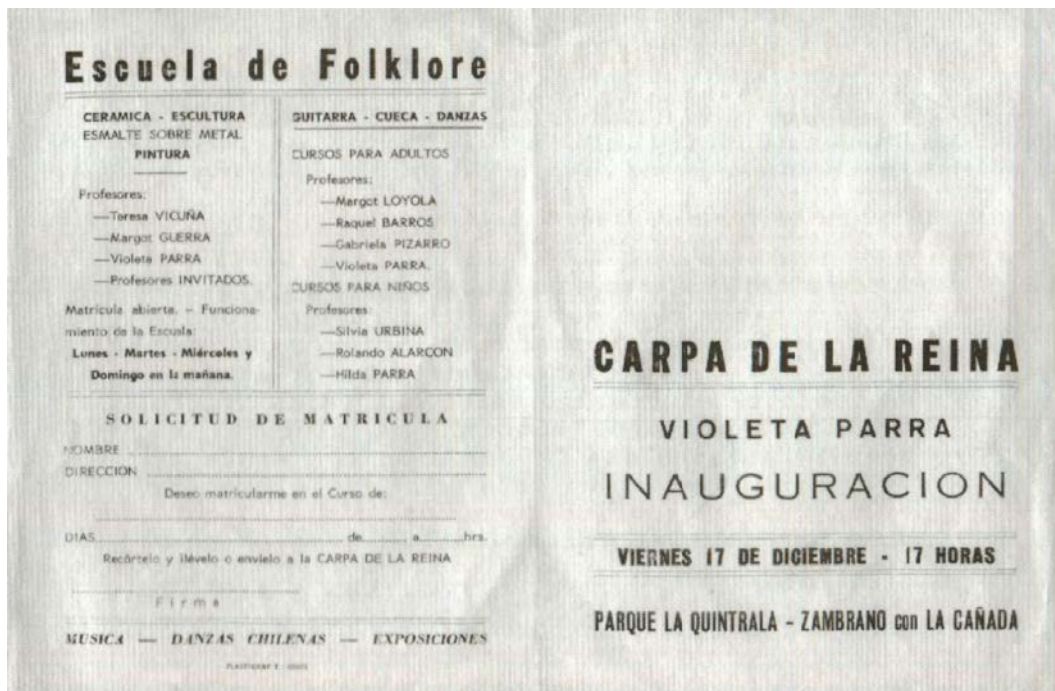 Escuela de Folklore
CERAMICA - ESCULTURA
ESMALTE SOBRE METAL
PINTURA
Profesores:
—Teresa VICUÑA
—Margot GUERRA
—Violeta PARRA
—Profesores INVITADOS.
Matrícula abierta. – Funciona-
miento de la Escuela:
Lunes - Martes - Miércoles y
Domingo en la mañana.
GUITARRA - CUECA - DANZAS
CURSOS PARA ADULTOS
Profesores:
—Margot LOYOLA
—Raquel BARROS
—Gabriela PIZARRO
—Violeta PARRA.
CURSOS PARA NIÑOS
Profesores:
—Silvia URBINA
—Rolando ALARCON
—Hilda PARRA
SOLICITUD DE MATRICULA
NOMBRE
DIRECCION
Deseo matricularme en el Curso de:
DIAS de a hrs.
Recórtelo y llévelo o envíelo a la CARPA DE LA REINA
Firma
MUSICA — DANZAS CHILENAS — EXPOSICIONES
CARPA DE LA REINA
VIOLETA PARRA
INAUGURACION
VIERNES 17 DE DICIEMBRE - 17 HORAS
PARQUE LA QUINTRALA - ZAMBRANO con LA CAÑADA